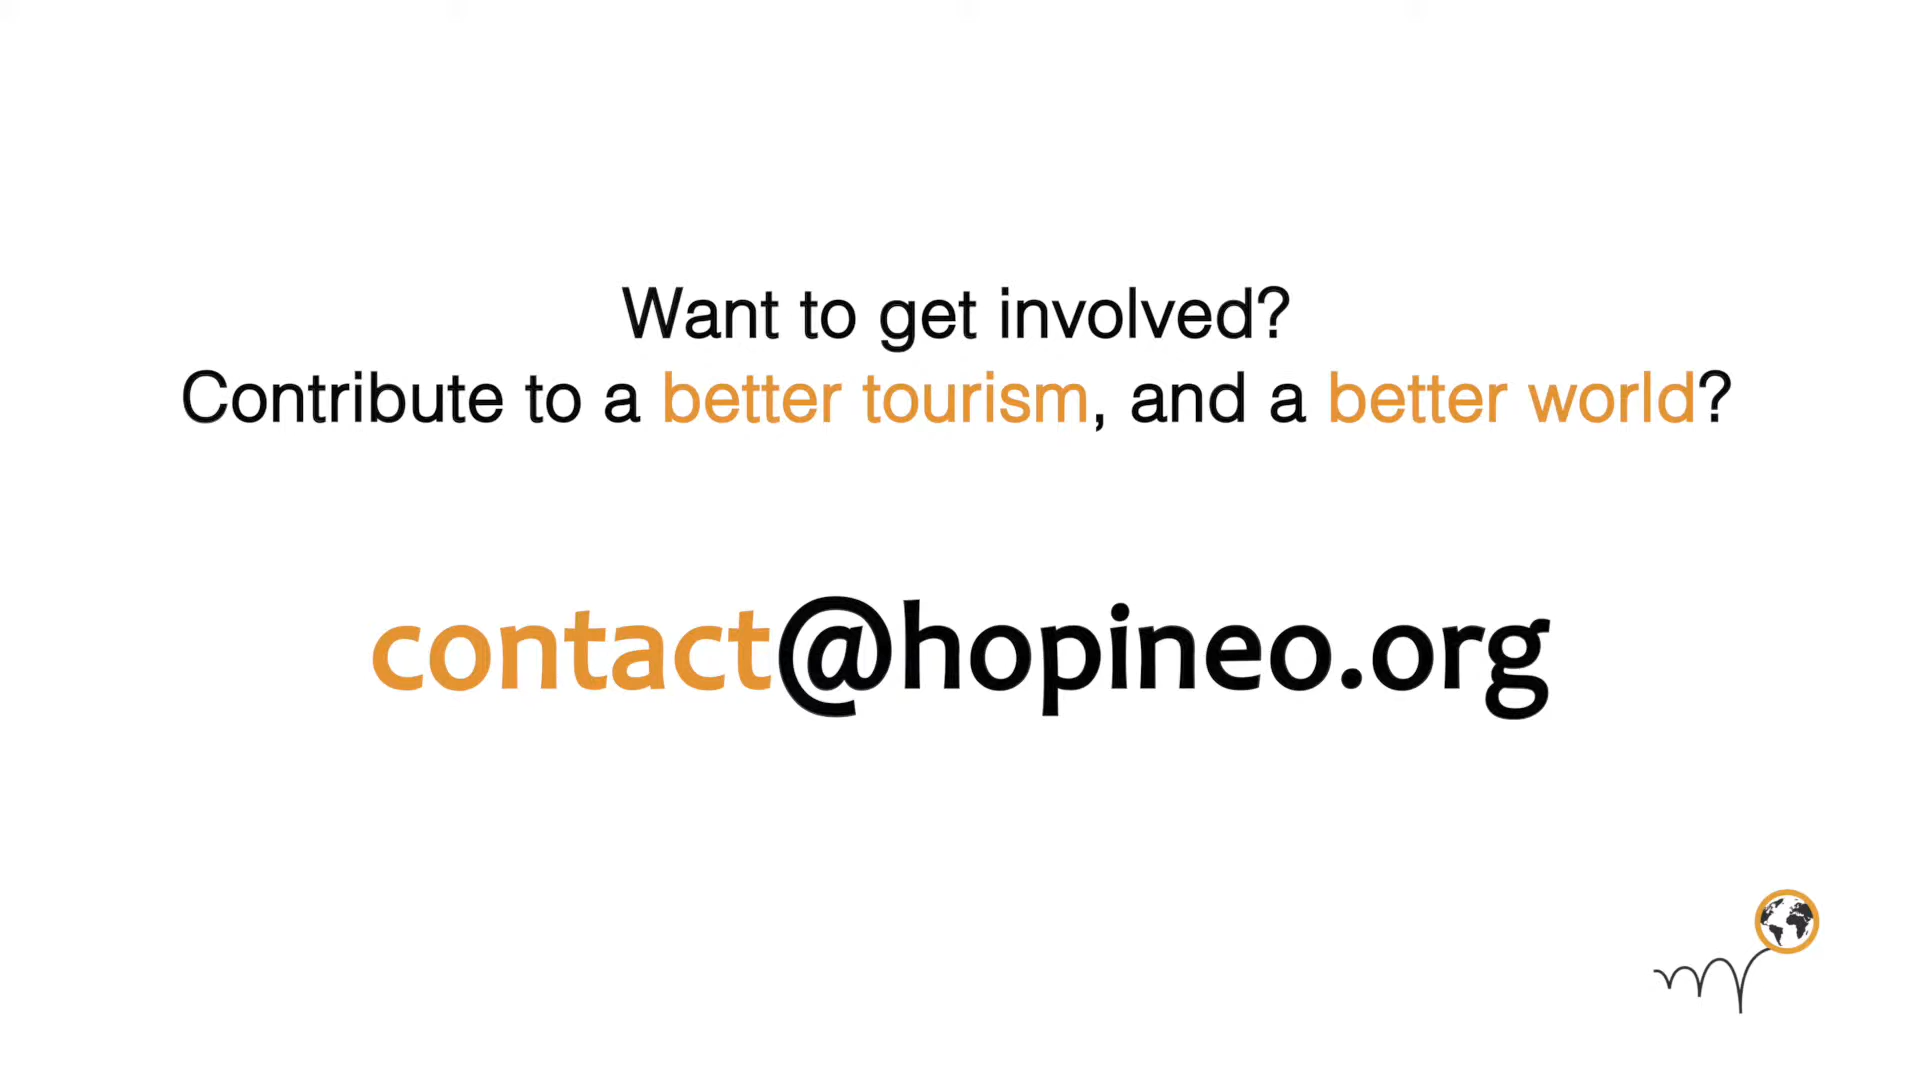 Want to get involved?
Contribute to a better tourism, and a better world?
contact@hopineo.org